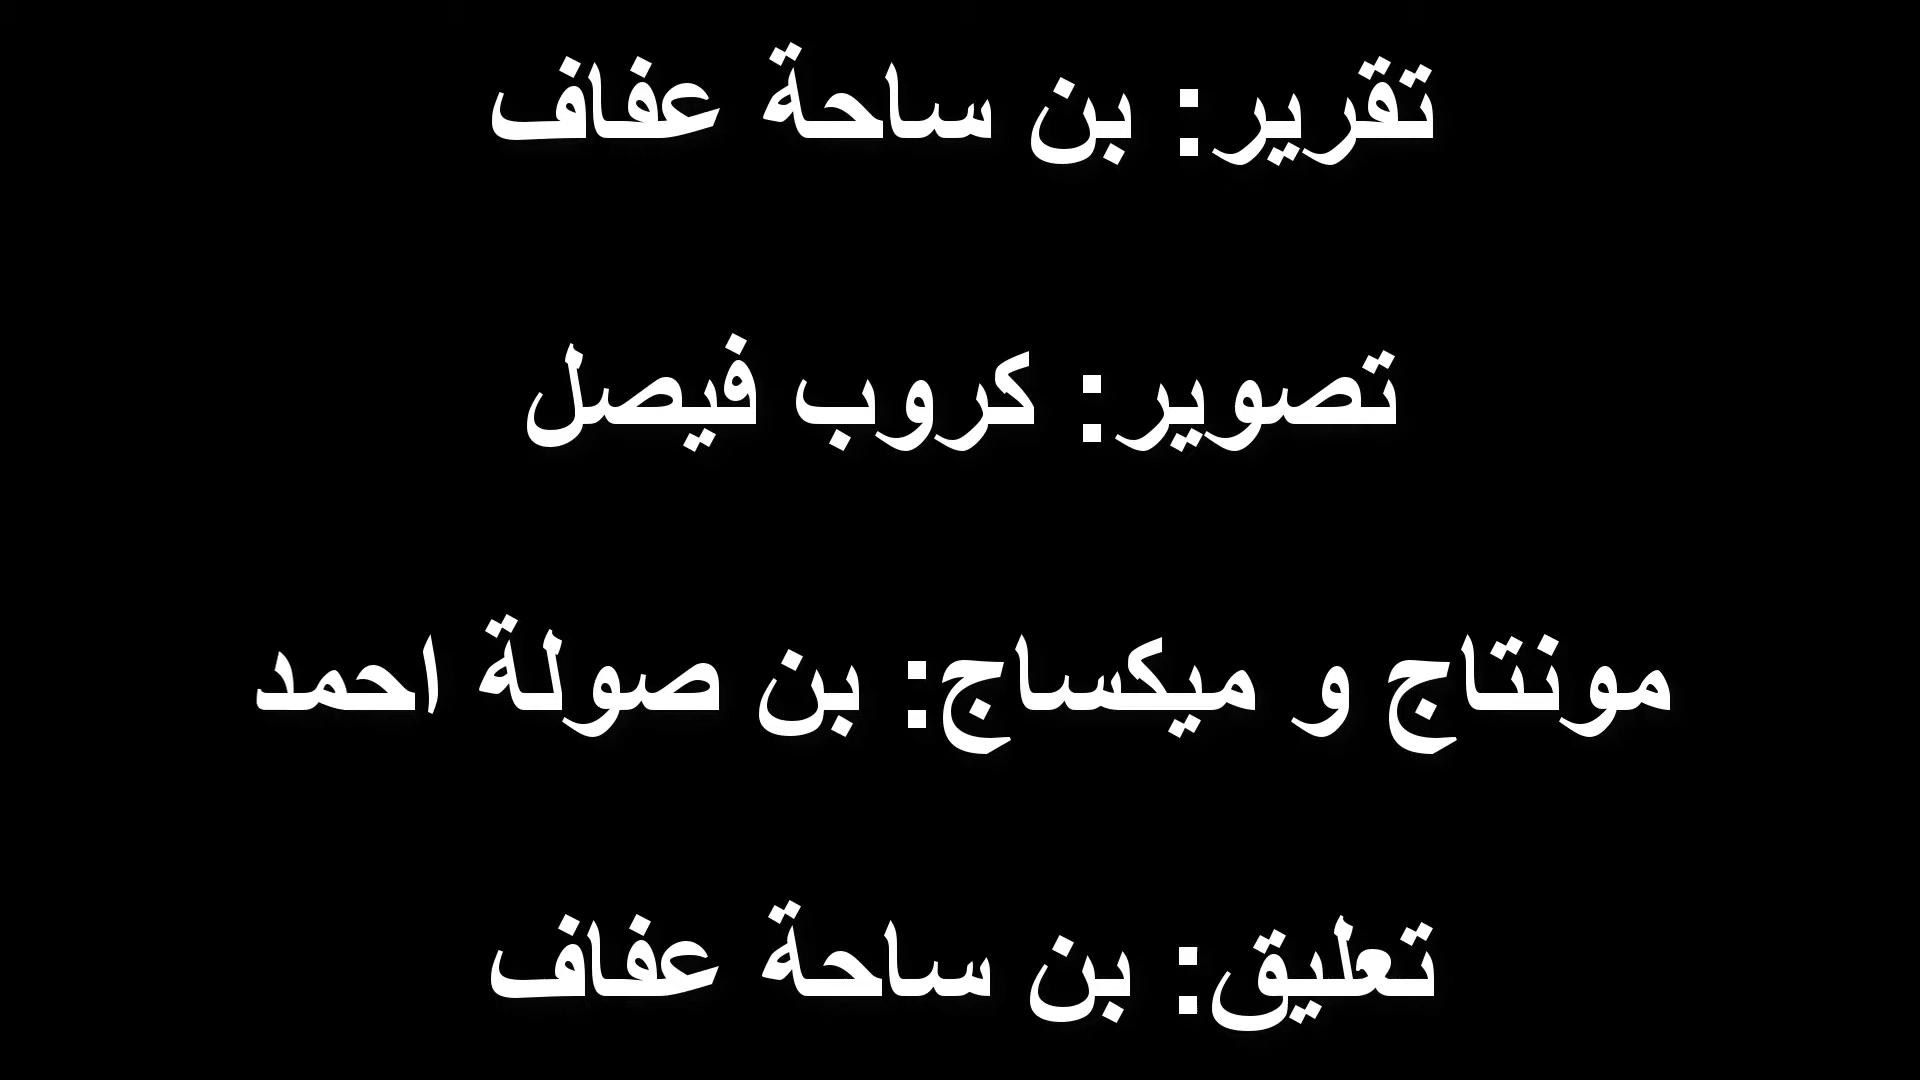 تقرير: بن ساحة عفاف
تصوير: كروب فيصل
مونتاج و ميكساج: بن صولة احمد
تعليق: بن ساحة عفاف